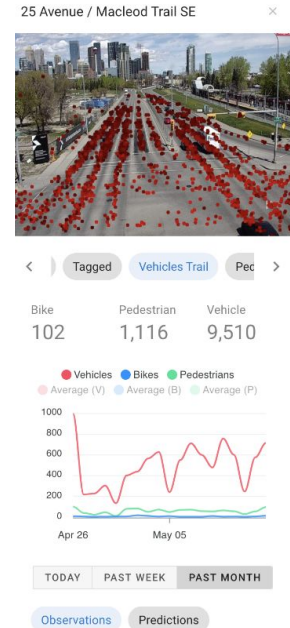 25 Avenue / Macleod Trail SE
Tagged Vehicles Trail Ped
Bike Pedestrian Vehicle
102 1,116 9,510
Vehicles Bikes Pedestrians
Average (V) Average (B) Average (P)
1000
800
600
400
200
0
Apr 26 May 05
TODAY PAST WEEK PAST MONTH
Observations Predictions